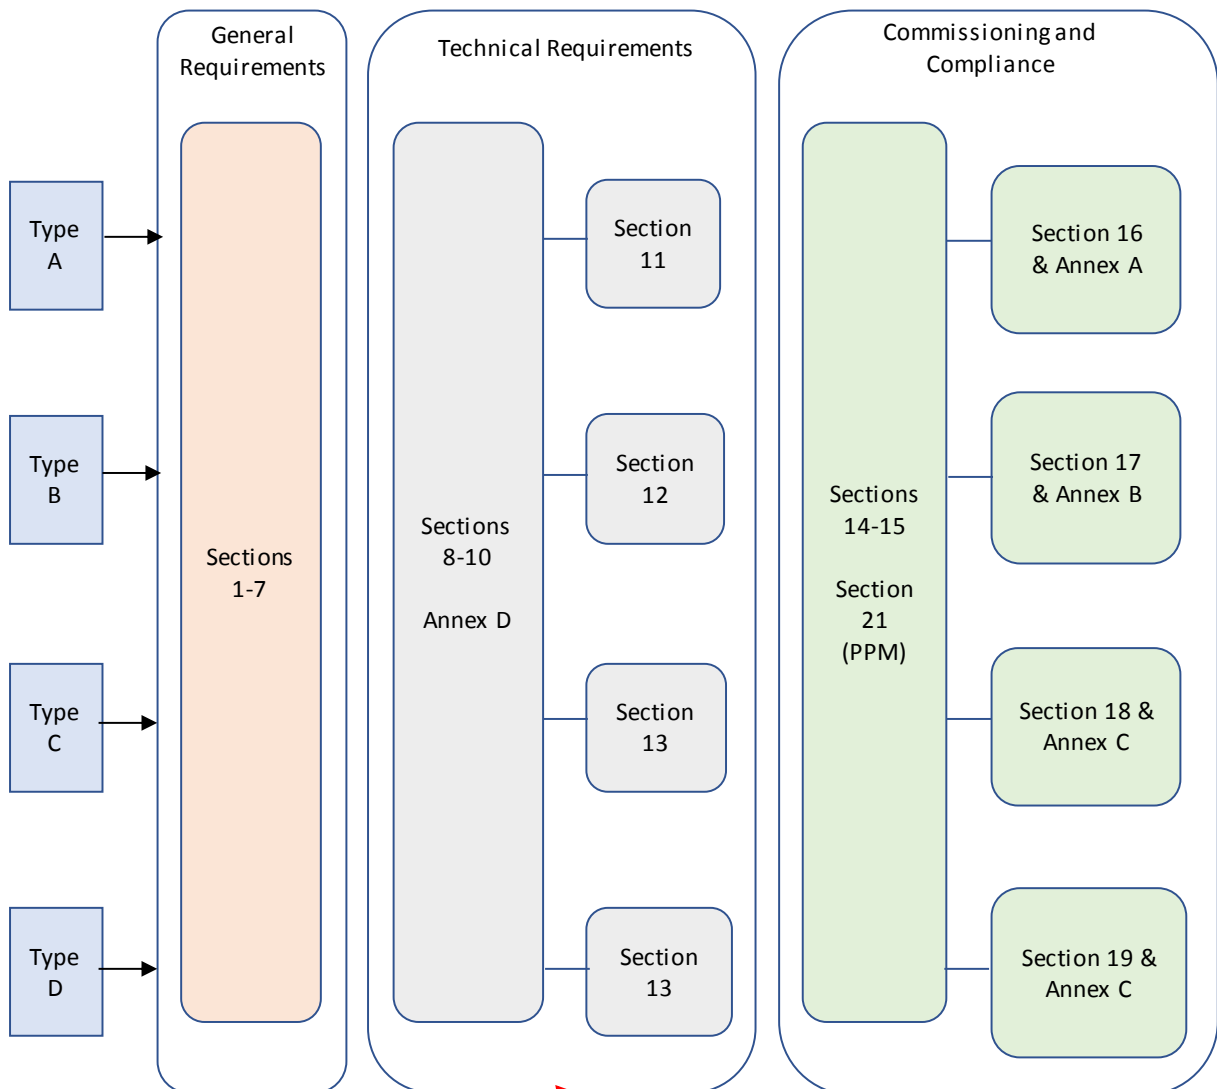 General
Requirements
Technical Requirements
Commissioning and
Compliance
Type
A
Type
B
Type
C
Type
D
Sections
1-7
Sections
8-10
Annex D
Section
11
Section
12
Section
13
Section
13
Sections
14-15
Section
21
(PPM)
Section 16
& Annex A
Section 17
& Annex B
Section 18 &
Annex C
Section 19 &
Annex C